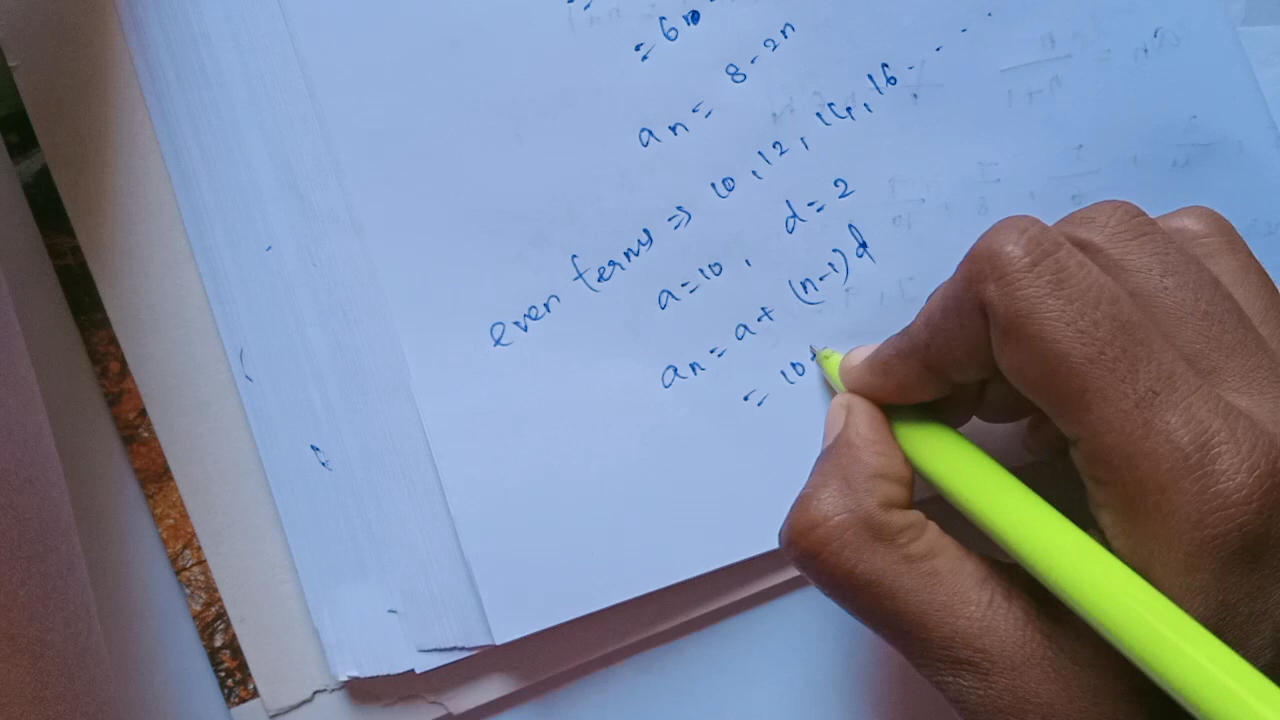 = 6n
an = 8 - 2n
even terms ⇒ 10, 12, 14, 16 - - -
a = 10, d = 2
an = a + (n-1)d
= 10+